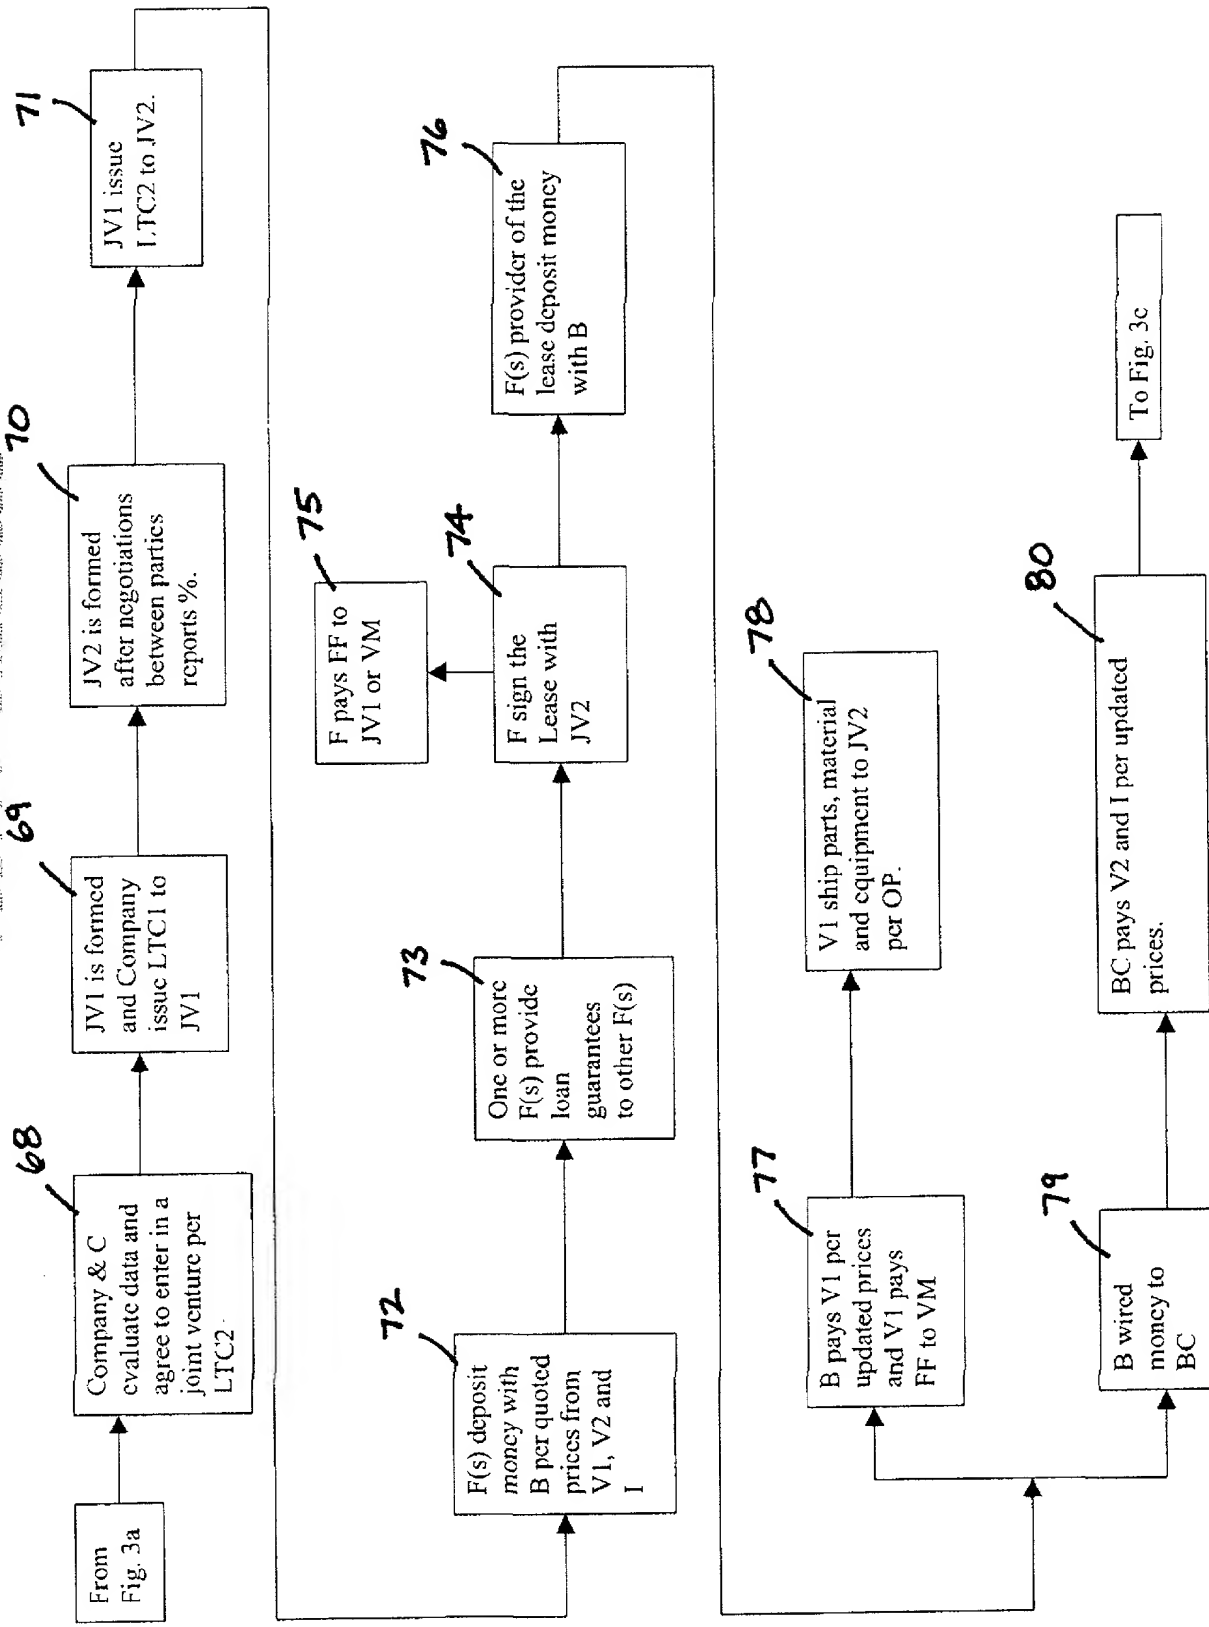 From
Fig. 3a
68
Company & C
evaluate data and
agree to enter in a
joint venture per
LTC2
69
JV1 is formed
and Company
issue LTC1 to
JV1
70
JV2 is formed
after negotiations
between parties
reports %.
71
JV1 issue
LTC2 to JV2.
72
F(s) deposit
money with
B per quoted
prices from
V1, V2 and
I
73
One or more
F(s) provide
loan
guarantees
to other F(s)
74
F sign the
Lease with
JV2
75
F pays FF to
JV1 or VM
76
F(s) provider of the
lease deposit money
with B
77
B pays V1 per
updated prices
and V1 pays
FF to VM
78
V1 ship parts, material
and equipment to JV2
per OP.
79
B wired
money to
BC
80
BC pays V2 and I per updated
prices.
To Fig. 3c